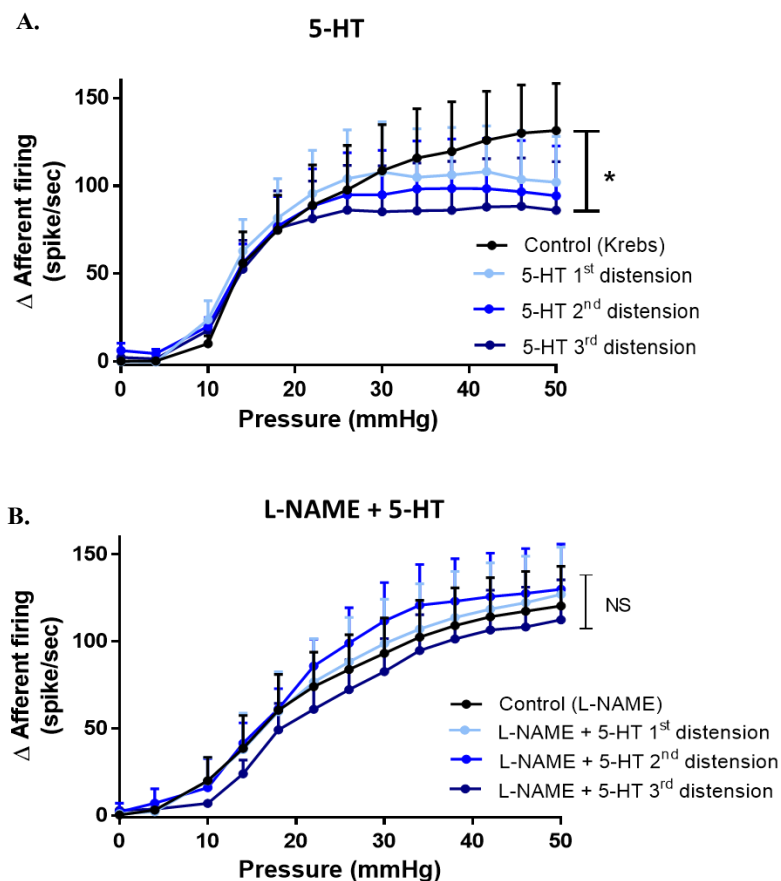 A.
5-HT
Δ Afferent firing
(spike/sec)
150
100
50
0
*
Control (Krebs)
5-HT 1st distension
5-HT 2nd distension
5-HT 3rd distension
0 10 20 30 40 50
Pressure (mmHg)
B.
L-NAME + 5-HT
Δ Afferent firing
(spike/sec)
150
100
50
0
NS
Control (L-NAME)
L-NAME + 5-HT 1st distension
L-NAME + 5-HT 2nd distension
L-NAME + 5-HT 3rd distension
0 10 20 30 40 50
Pressure (mmHg)